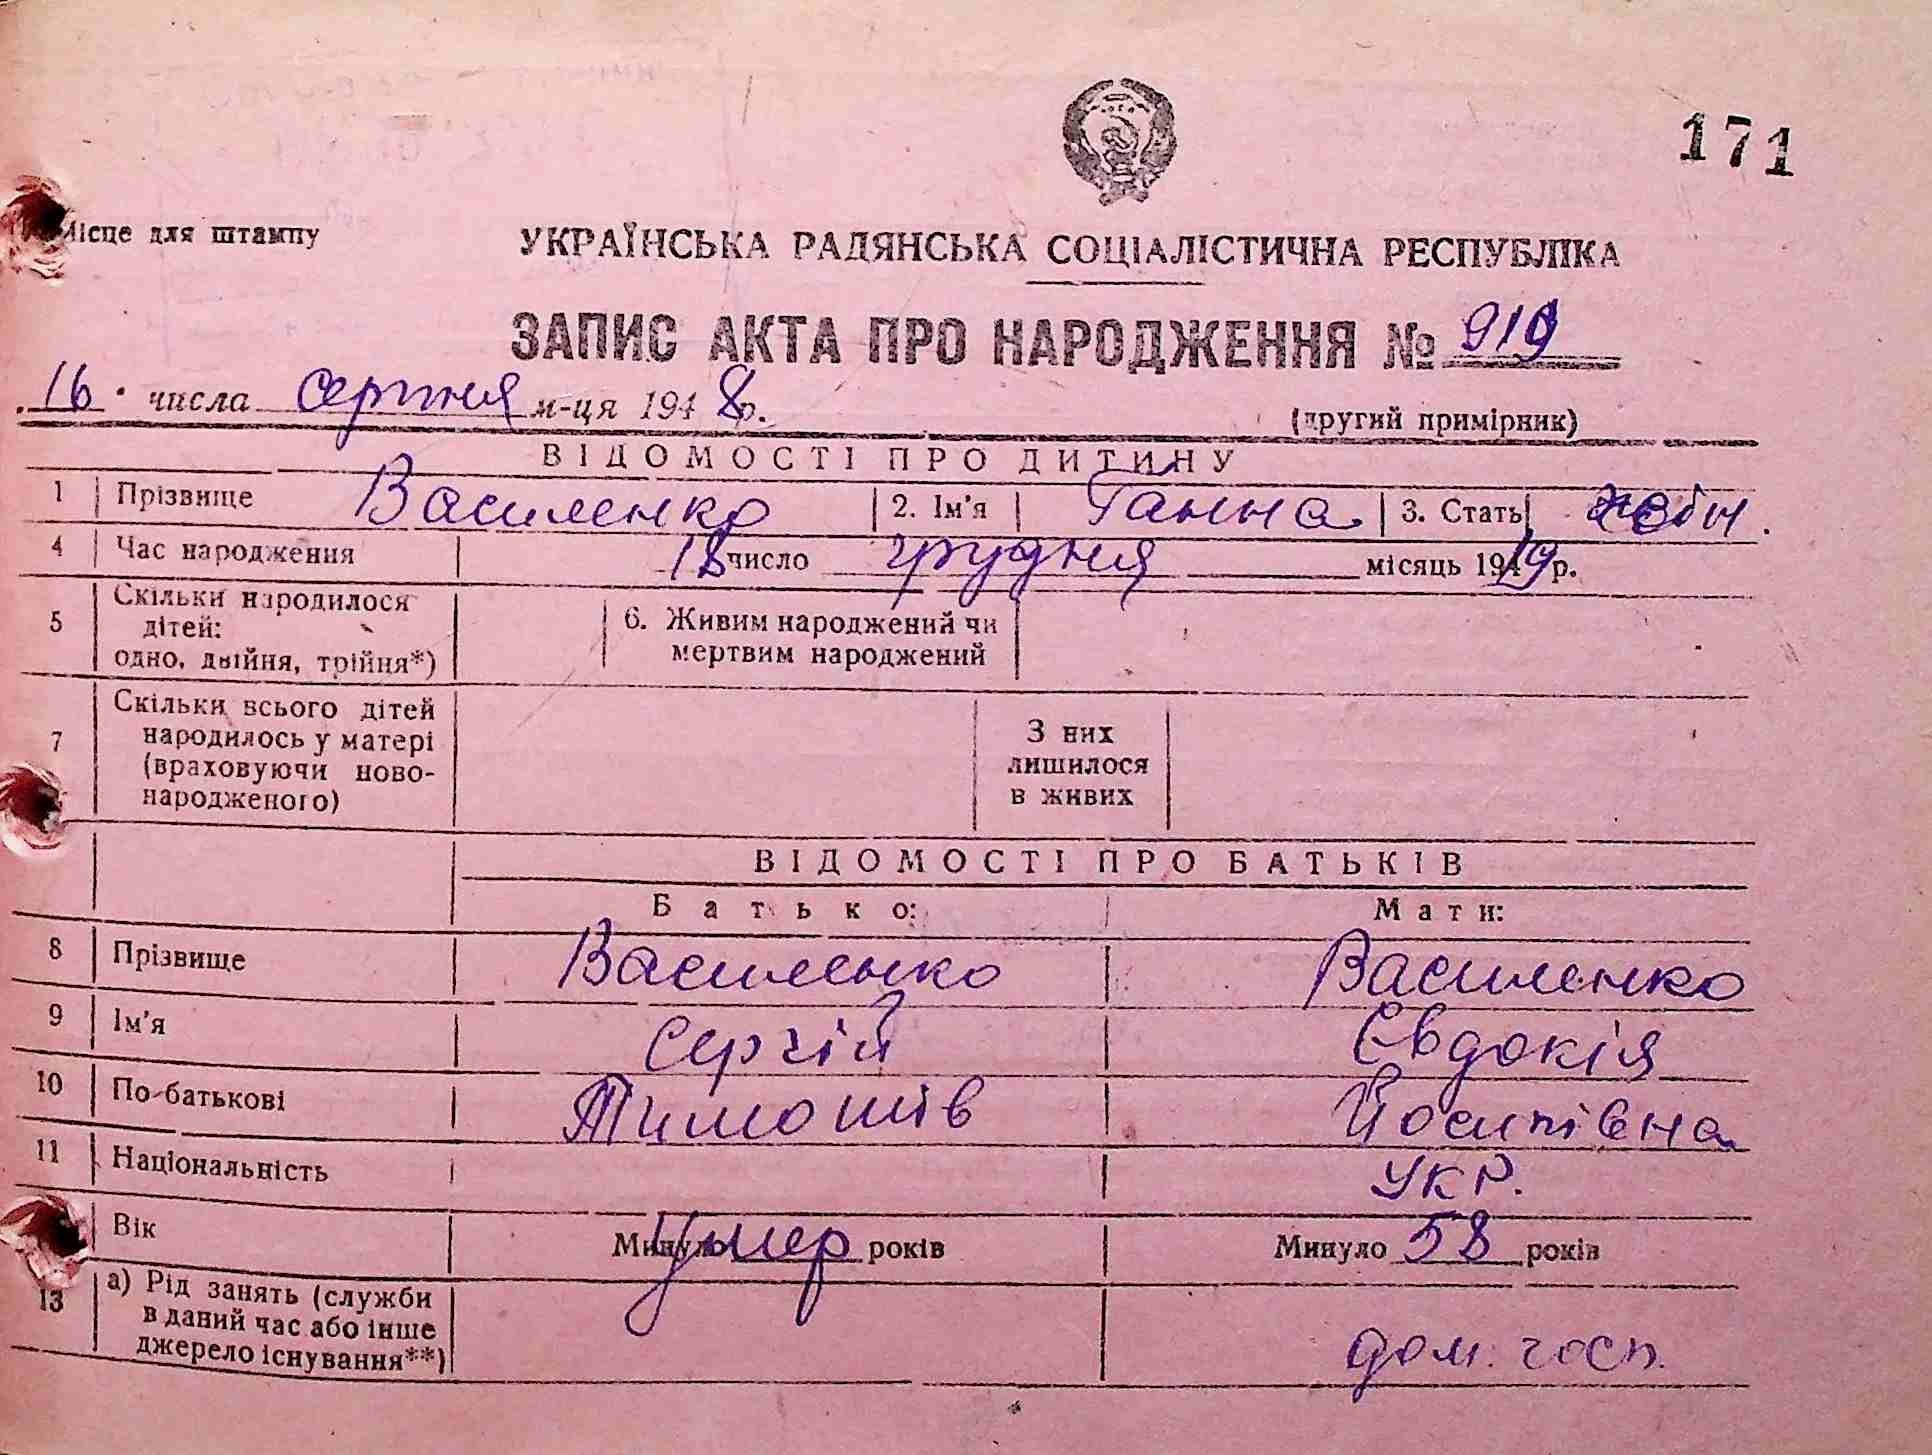 171
Місце для штампу
УКРАЇНСЬКА РАДЯНСЬКА СОЦІАЛІСТИЧНА РЕСПУБЛІКА
ЗАПИС АКТА ПРО НАРОДЖЕННЯ № 919
16 числа серпня м-ця 1948 р.
(другий примірник)
ВІДОМОСТІ ПРО ДИТИНУ
1 Прізвище Василенко 2. Ім'я Ганна 3. Стать
4 Час народження 18 число грудня місяць 1919 р.
5 Скільки народилося дітей: одно, двійня, трійня*) 6. Живим народжений чи мертвим народжений
7 Скільки всього дітей народилось у матері (враховуючи ново-народженого) З них лишилося в живих
ВІДОМОСТІ ПРО БАТЬКІВ
Батько: Мати:
8 Прізвище Василенко Василенко
9 Ім'я Сергій Євдокія
10 По-батькові Тимошів Йосипівна
11 Національність укр.
Вік Минуло Умер років Минуло 58 років
13 а) Рід занять (служби в даний час або інше джерело існування**) дом. госп.